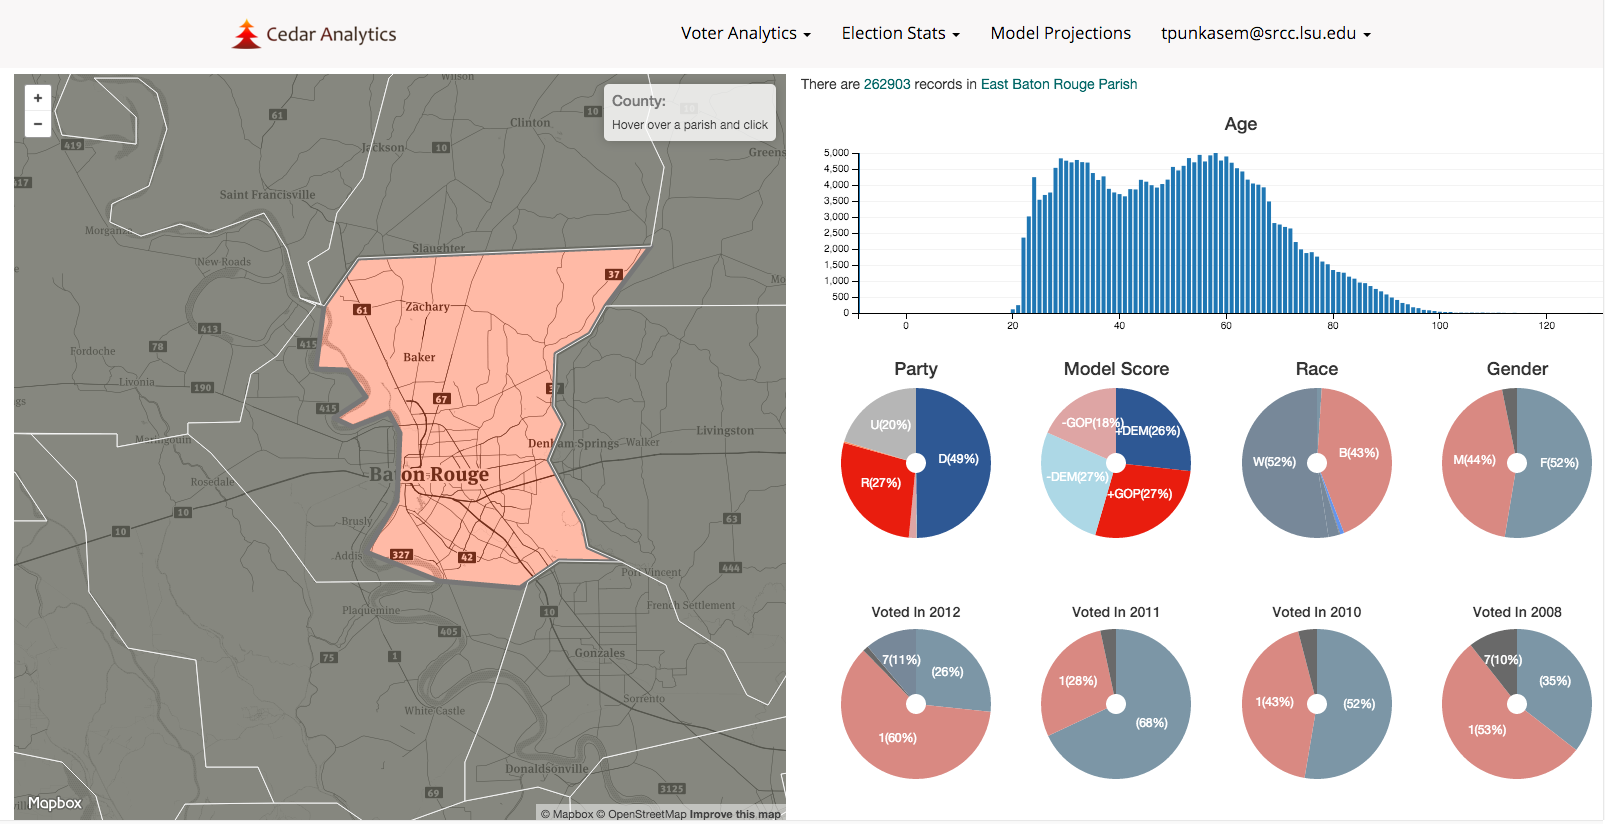 Cedar Analytics
Voter Analytics
Election Stats
Model Projections
tpunkasem@srcc.lsu.edu
+
−
County:
Hover over a parish and click
Wilson
61
Clinton
10
10
419
Jackson
10
Greens
417
Saint Francisville
Morganza
Slaughter
New Roads
37
Mo
61
Zachary
413
415
78
Fordoche
Baker
Livonia
190
37
67
415
gs
Maringouin
Denham Springs
Walker
Livingston
Baton Rouge
Rosedale
10
10
Brusly
63
Addis
327
42
444
Port Vincent
Plaquemine
10
French Settlement
405
75
1
Gonzales
Sorrento
White Castle
Donaldsonville
69
3125
Mapbox
© Mapbox © OpenStreetMap Improve this map
There are 262903 records in East Baton Rouge Parish
Age
5,000
4,500
4,000
3,500
3,000
2,500
2,000
1,500
1,000
500
0
0 20 40 60 80 100 120
Party
U(20%)
D(49%)
R(27%)
Model Score
-GOP(18%)
+DEM(26%)
-DEM(27%)
+GOP(27%)
Race
W(52%)
B(43%)
Gender
M(44%)
F(52%)
Voted In 2012
7(11%)
(26%)
1(60%)
Voted In 2011
1(28%)
(68%)
Voted In 2010
1(43%)
(52%)
Voted In 2008
7(10%)
(35%)
1(53%)